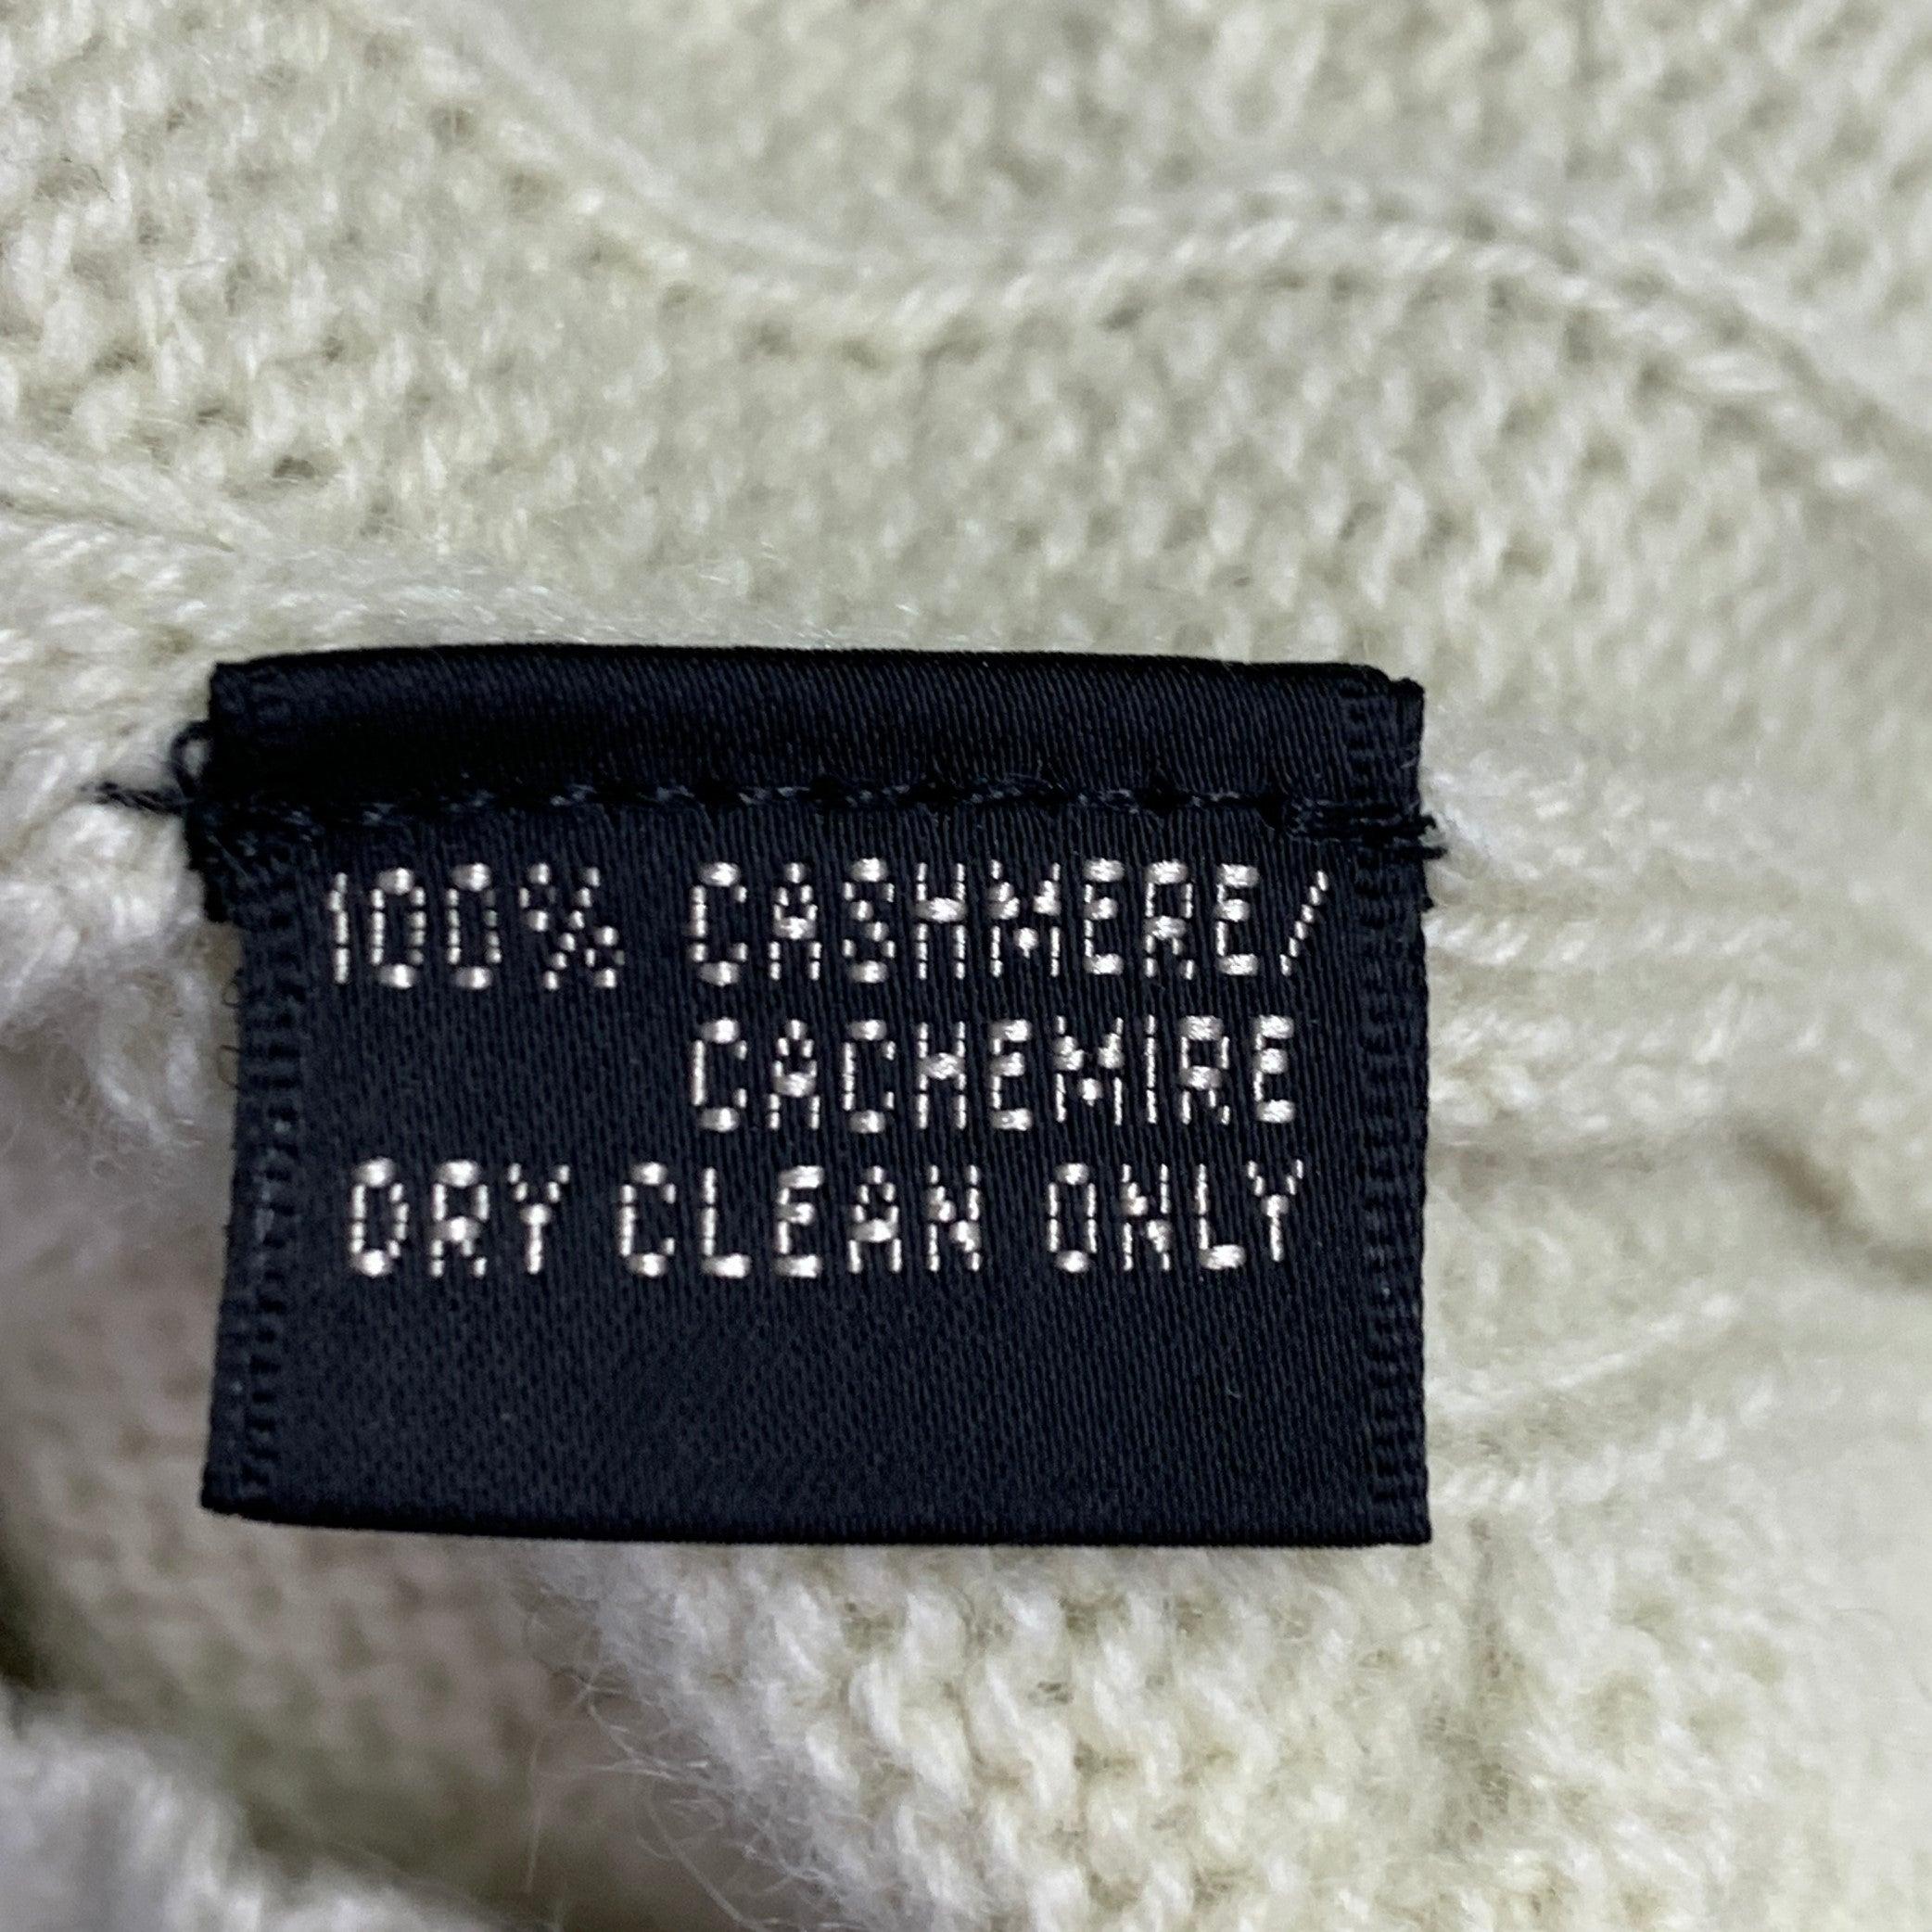 100% CASHMERE/
CACHEMIRE
DRY CLEAN ONLY